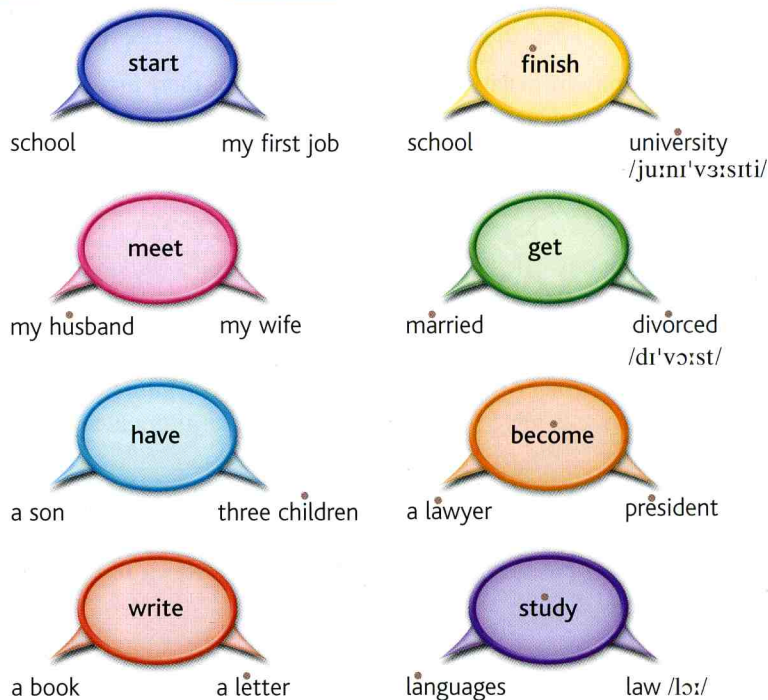 start
finish
school my first job
school university
/juːnɪˈvɜːsɪti/
meet
get
my husband my wife
married divorced
/dɪˈvɔːst/
have
become
a son three children
a lawyer president
write
study
a book a letter
languages law /lɔː/